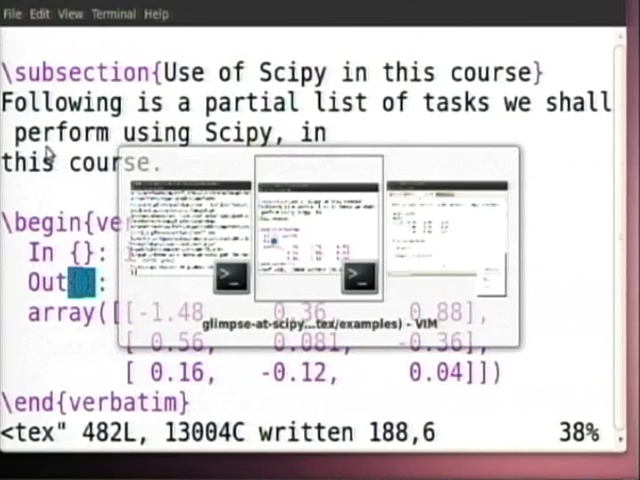 File Edit View Terminal Help
\subsection{Use of Scipy in this course}
Following is a partial list of tasks we shall
perform using Scipy, in
this course.
\begin{ver
In {}:
Out{}:
array([[-1.48, 0.36, 0.88],
glimpse-at-scipy...tex/examples) - VIM
[ 0.56, 0.081, -0.36],
[ 0.16, -0.12, 0.04]])
\end{verbatim}
<tex" 482L, 13004C written 188,6 38%